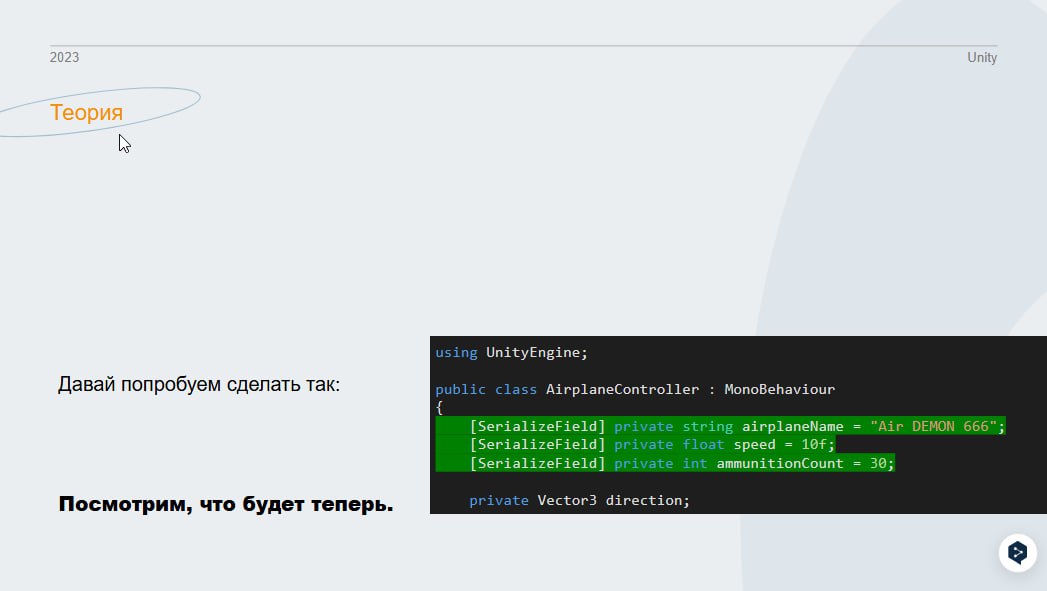 2023
Unity
Теория
Давай попробуем сделать так:
Посмотрим, что будет теперь.
using UnityEngine;
public class AirplaneController : MonoBehaviour
{
[SerializeField] private string airplaneName = "Air DEMON 666";
[SerializeField] private float speed = 10f;
[SerializeField] private int ammunitionCount = 30;
private Vector3 direction;